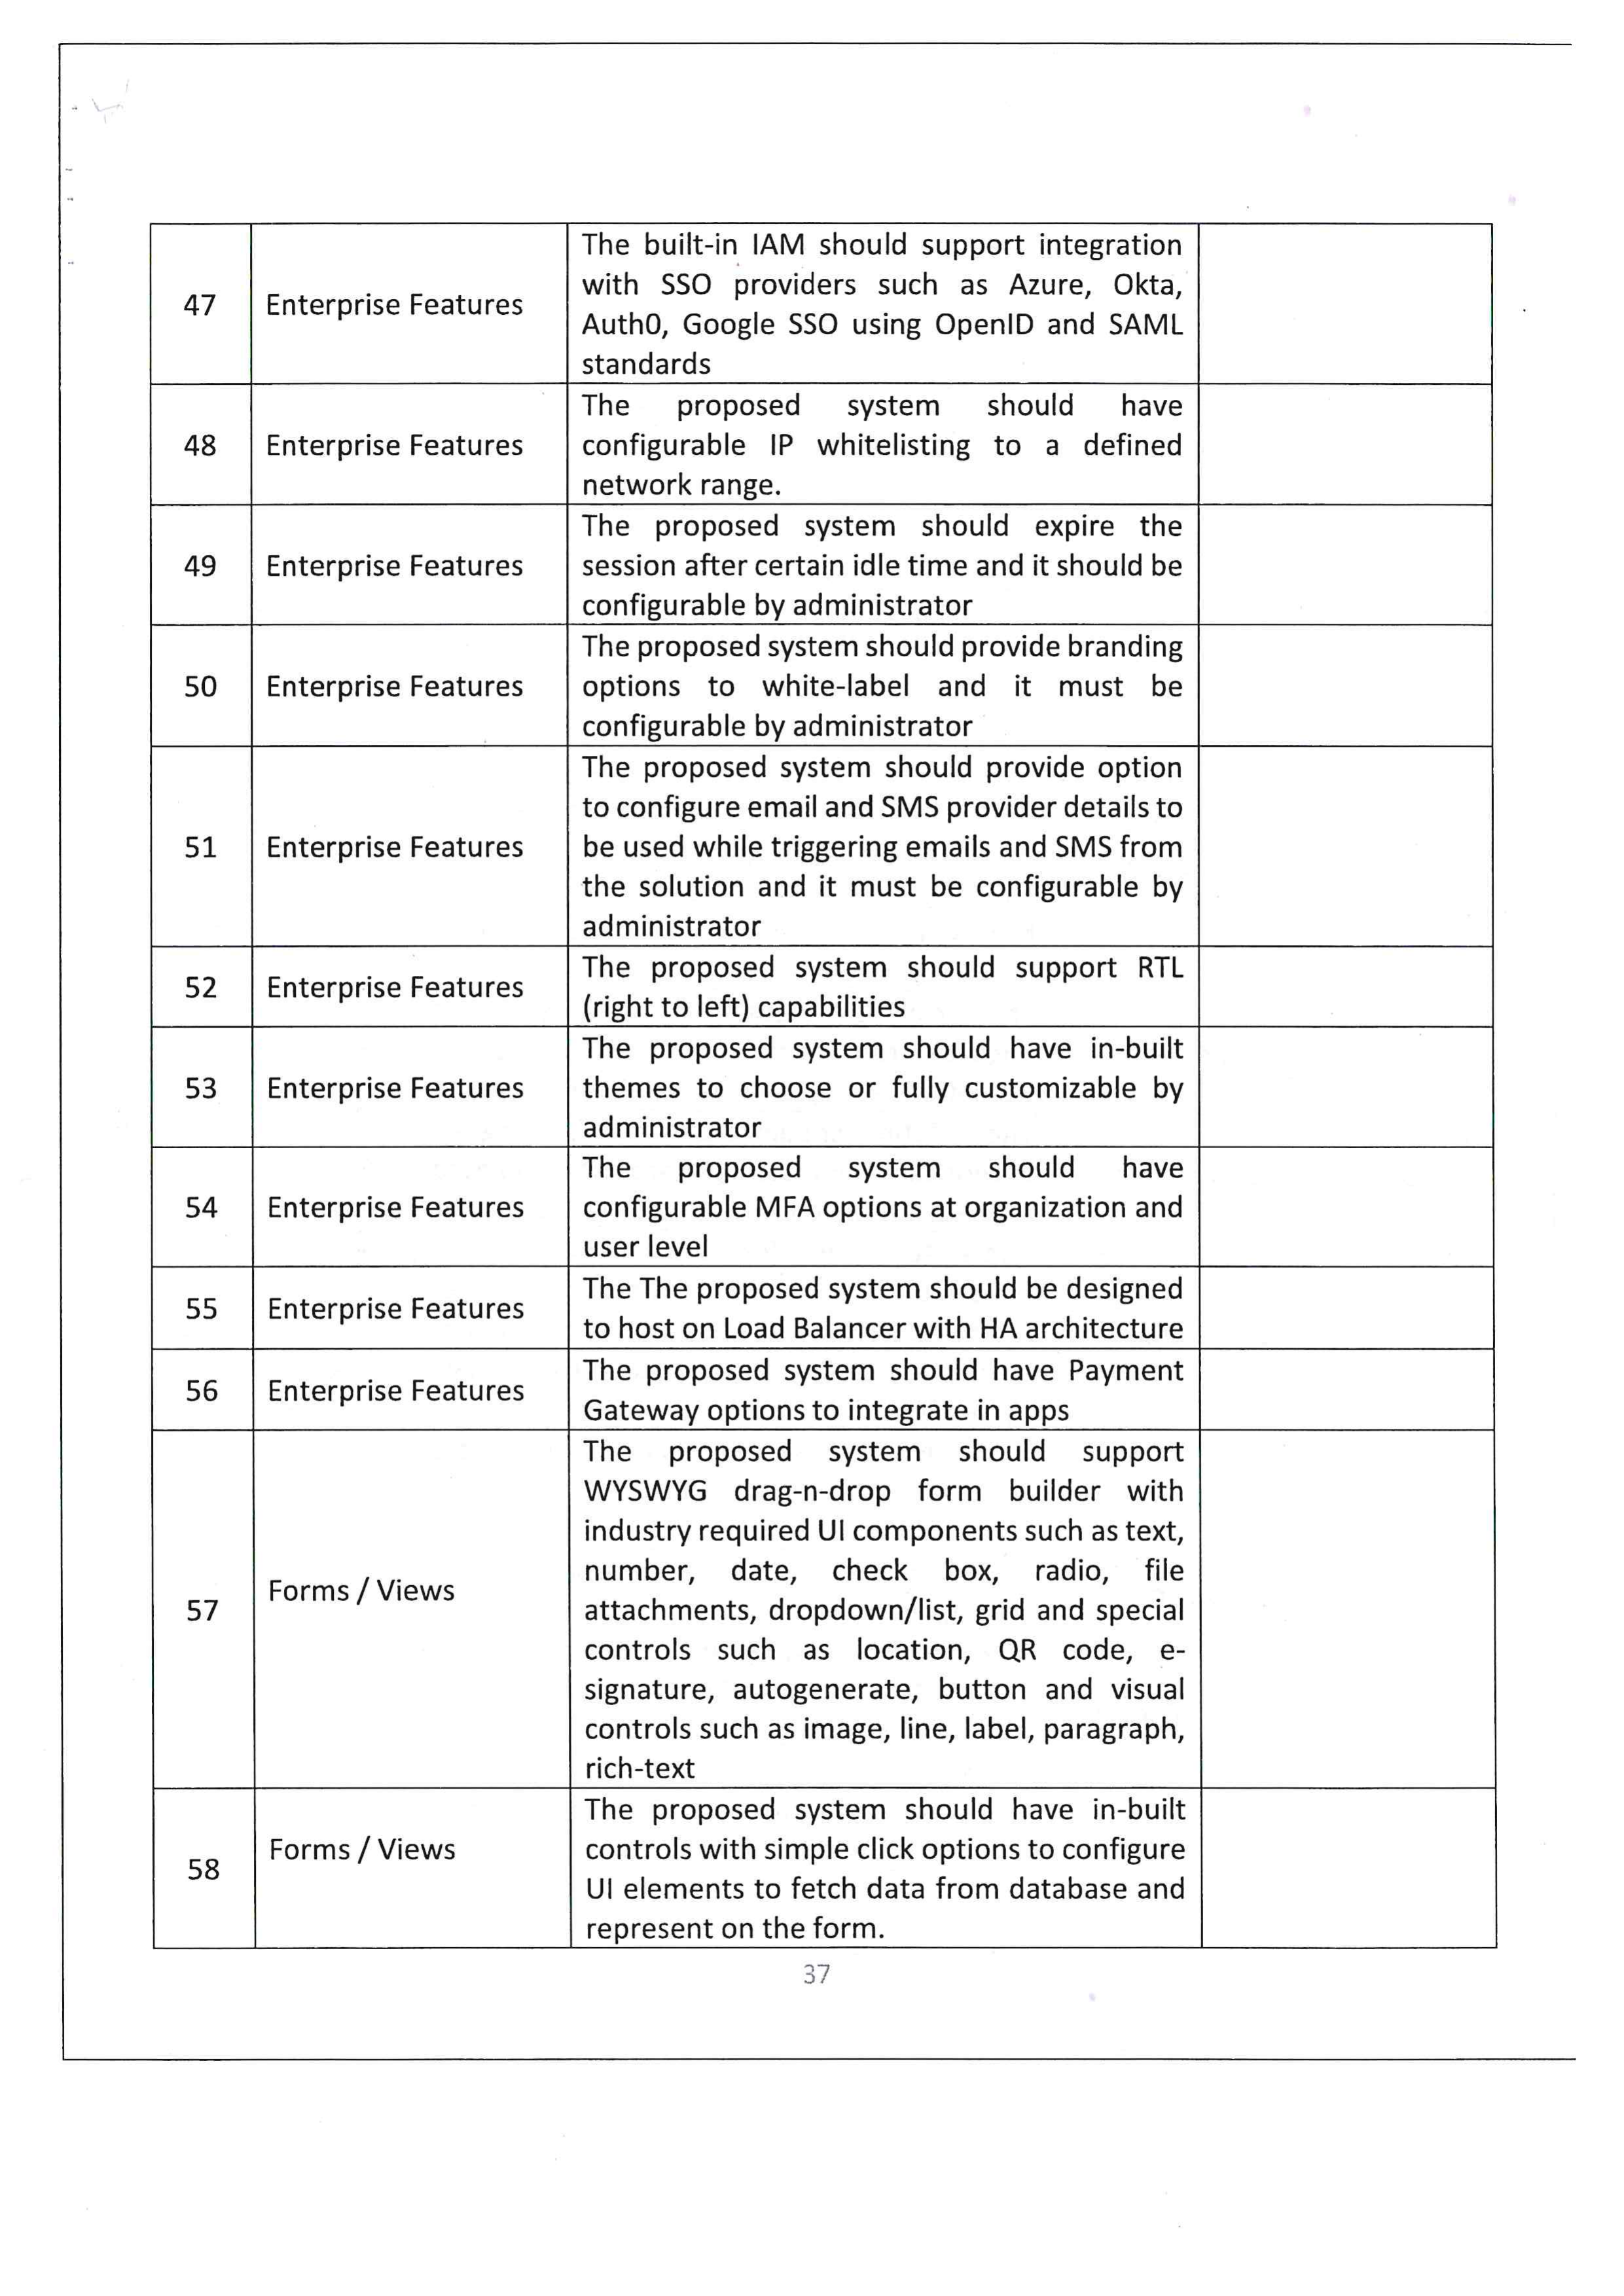 The built-in IAM should support integration
47 Enterprise Features with SSO providers such as Azure, Okta,
Auth0, Google SSO using OpenID and SAML
standards
The proposed system should have
48 Enterprise Features configurable IP whitelisting to a defined
network range.
The proposed system should expire the
49 Enterprise Features session after certain idle time and it should be
configurable by administrator
The proposed system should provide branding
50 Enterprise Features options to white-label and it must be
configurable by administrator
The proposed system should provide option
to configure email and SMS provider details to
51 Enterprise Features be used while triggering emails and SMS from
the solution and it must be configurable by
administrator
52 Enterprise Features The proposed system should support RTL
(right to left) capabilities
The proposed system should have in-built
53 Enterprise Features themes to choose or fully customizable by
administrator
The proposed system should have
54 Enterprise Features configurable MFA options at organization and
user level
55 Enterprise Features The The proposed system should be designed
to host on Load Balancer with HA architecture
56 Enterprise Features The proposed system should have Payment
Gateway options to integrate in apps
The proposed system should support
WYSWYG drag-n-drop form builder with
industry required UI components such as text,
number, date, check box, radio, file
57 Forms / Views attachments, dropdown/list, grid and special
controls such as location, QR code, e-
signature, autogenerate, button and visual
controls such as image, line, label, paragraph,
rich-text
The proposed system should have in-built
58 Forms / Views controls with simple click options to configure
UI elements to fetch data from database and
represent on the form.
37